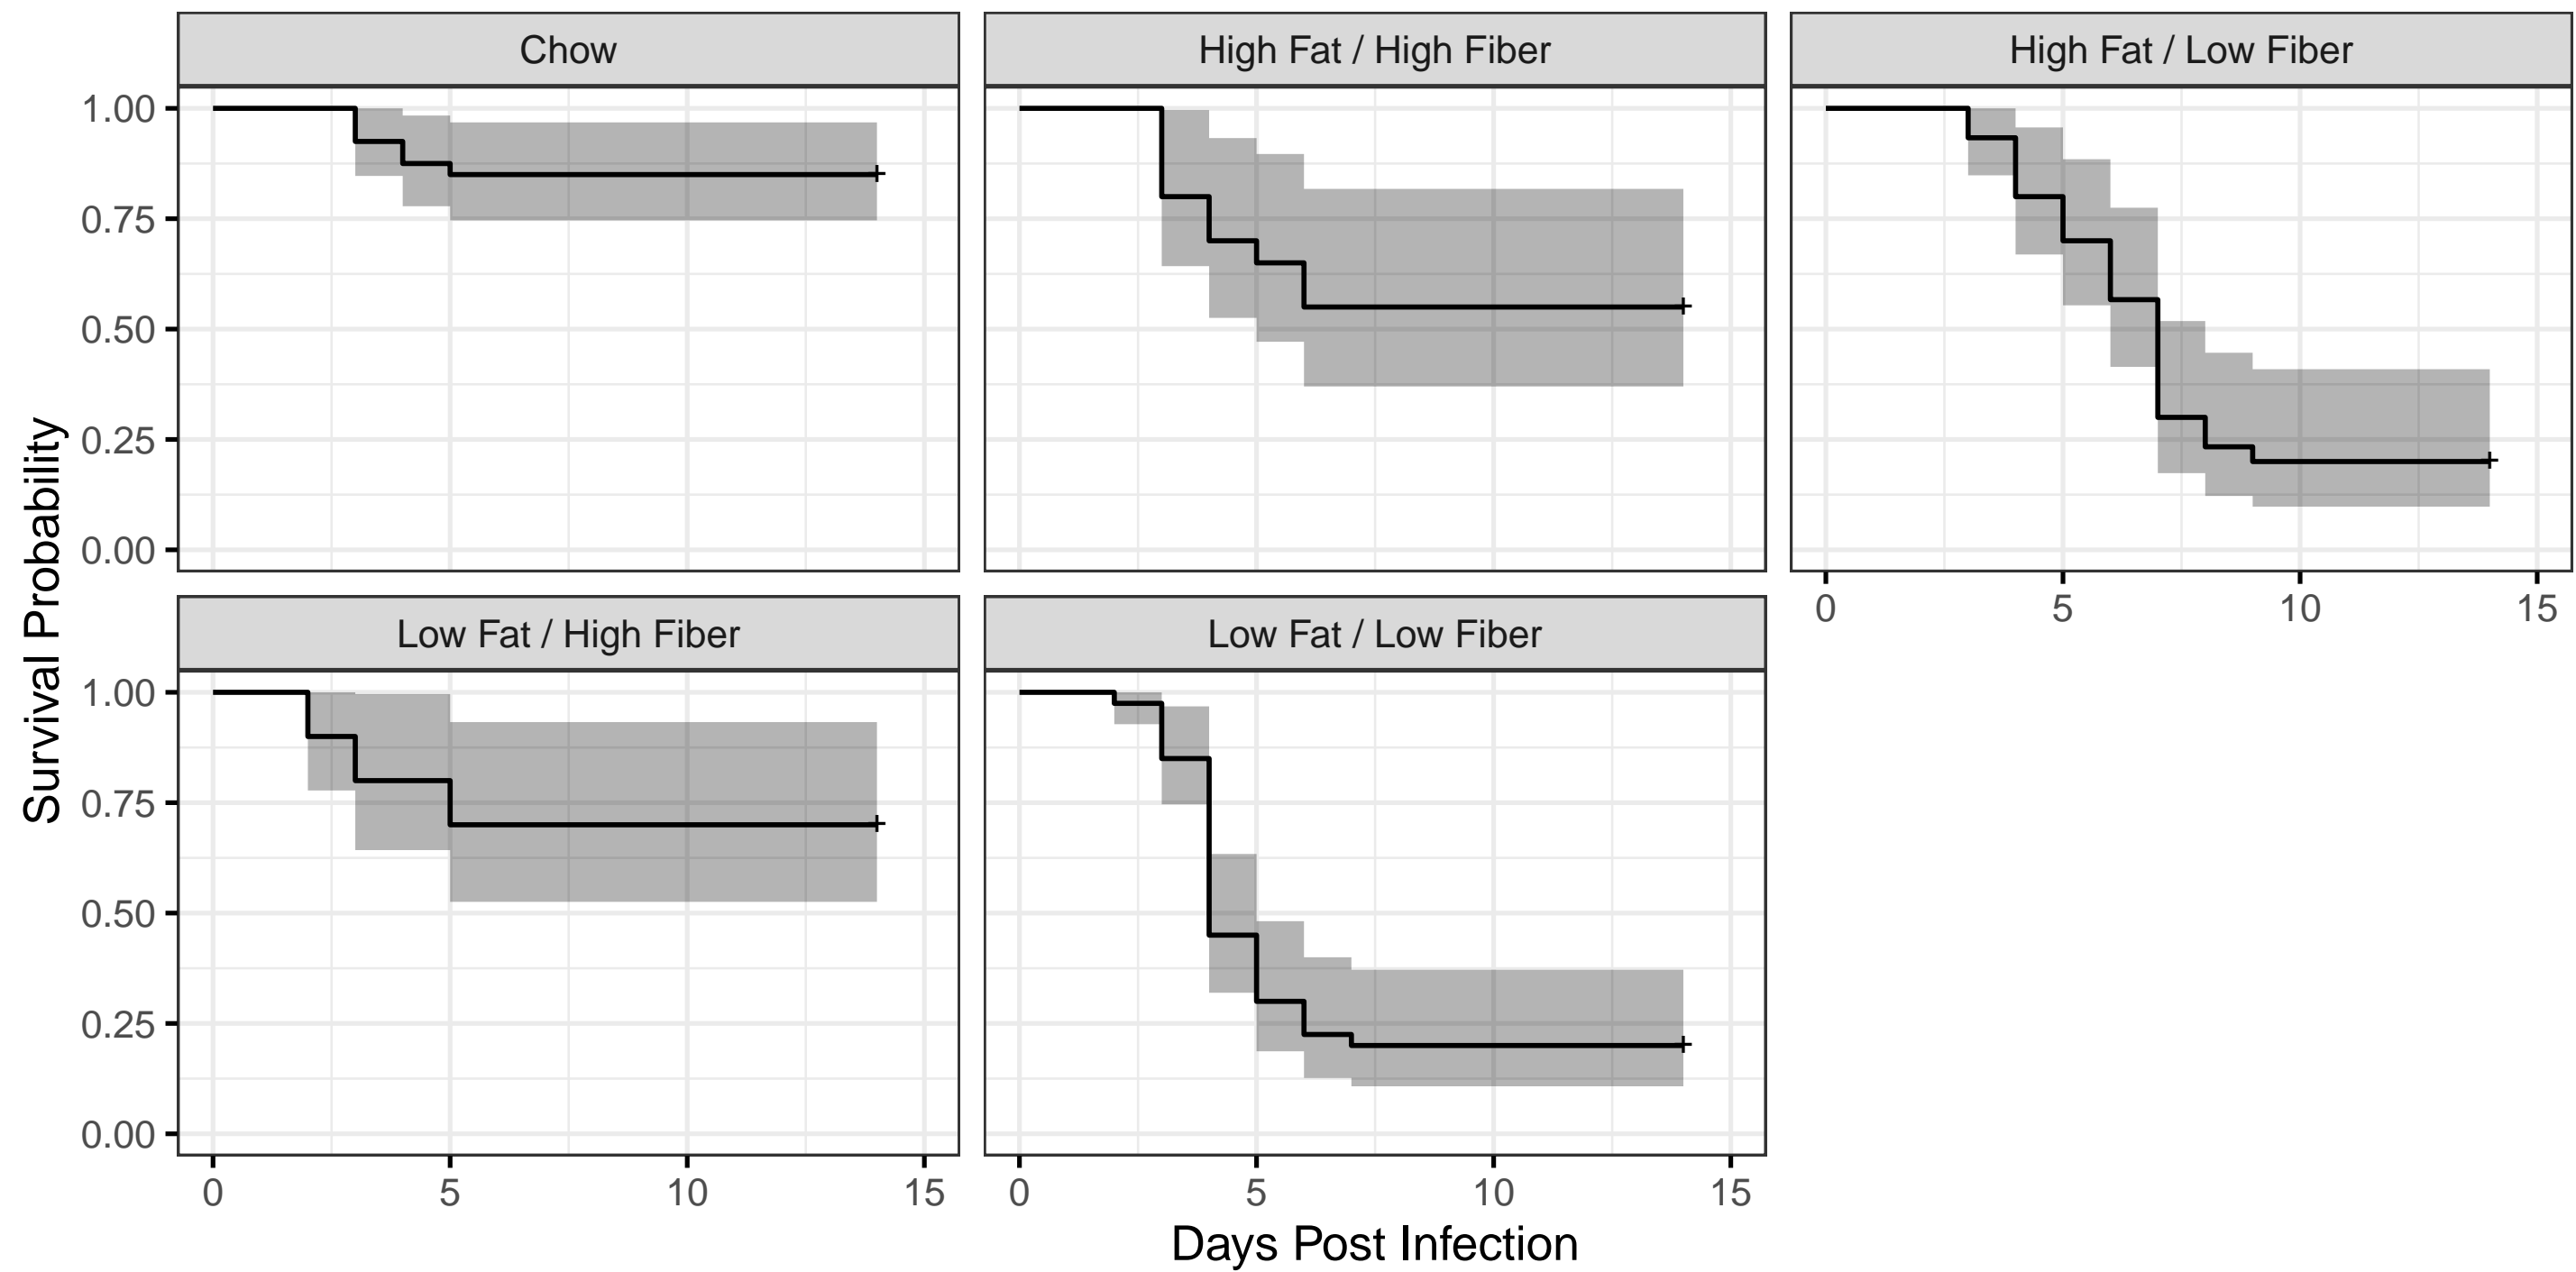 Chow
High Fat / High Fiber
High Fat / Low Fiber
1.00
0.75
0.50
0.25
0.00
0 5 10 15
Low Fat / High Fiber
Low Fat / Low Fiber
1.00
0.75
0.50
0.25
0.00
0 5 10 15
0 5 10 15
Survival Probability
Days Post Infection